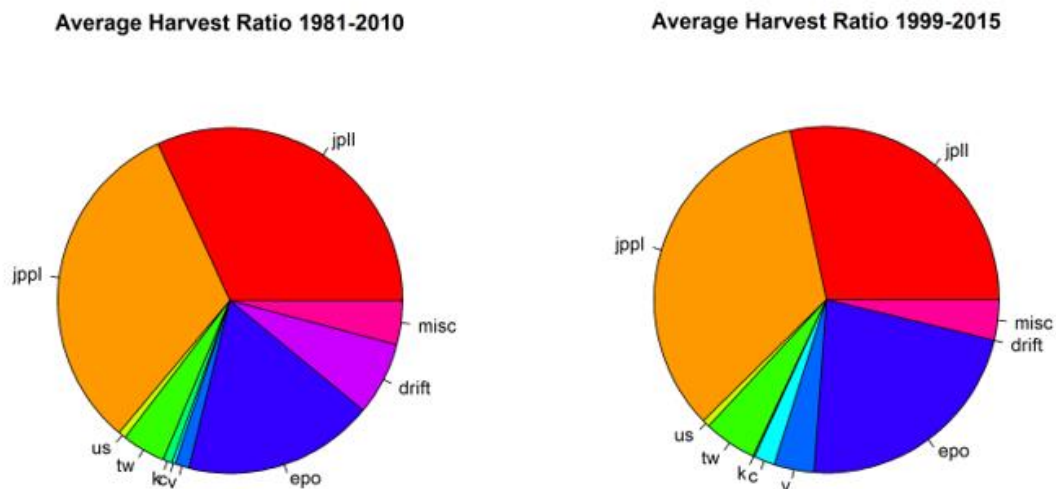 Average Harvest Ratio 1981-2010
jpll
jppl
misc
drift
us
tw
k
c
v
epo
Average Harvest Ratio 1999-2015
jpll
jppl
misc
drift
us
tw
k
c
v
epo